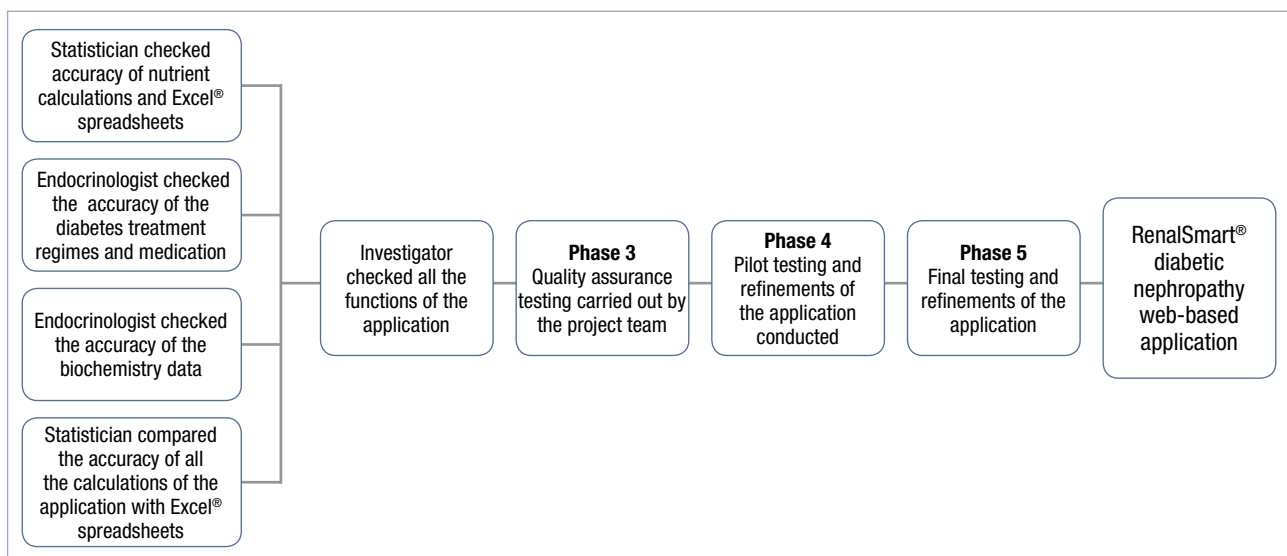 Statistician checked
accuracy of nutrient
calculations and Excel®
spreadsheets
Endocrinologist checked
the accuracy of the
diabetes treatment
regimes and medication
Endocrinologist checked
the accuracy of the
biochemistry data
Statistician compared
the accuracy of all
the calculations of the
application with Excel®
spreadsheets
Investigator
checked all the
functions of the
application
Phase 3
Quality assurance
testing carried out by
the project team
Phase 4
Pilot testing and
refinements of
the application
conducted
Phase 5
Final testing and
refinements of the
application
RenalSmart®
diabetic
nephropathy
web-based
application